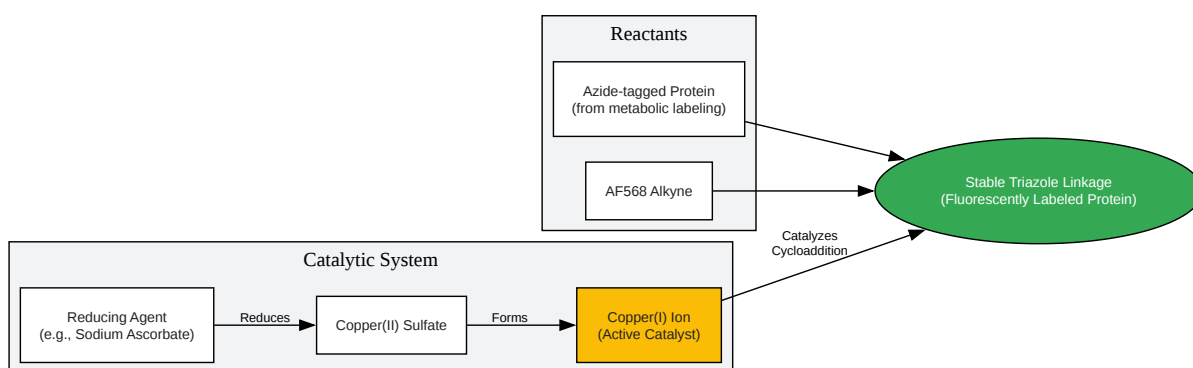 Reactants
Azide-tagged Protein
(from metabolic labeling)
AF568 Alkyne
Stable Triazole Linkage
(Fluorescently Labeled Protein)
Catalyzes
Cycloaddition
Catalytic System
Reducing Agent
(e.g., Sodium Ascorbate)
Reduces
Copper(II) Sulfate
Forms
Copper(I) Ion
(Active Catalyst)